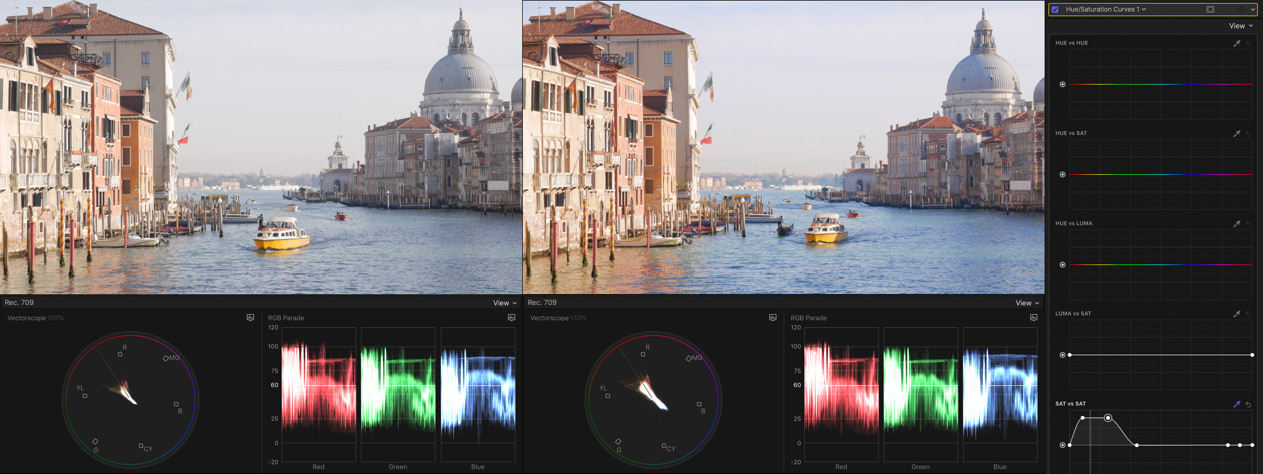 Hue/Saturation Curves 1
View
HUE vs HUE
HUE vs SAT
HUE vs LUMA
LUMA vs SAT
SAT vs SAT
Rec. 709
View
Vectorscope 100%
RGB Parade
R
MG
B
CY
G
YL
120
100
75
60
25
0
-20
Red
Green
Blue
Rec. 709
View
Vectorscope 133%
RGB Parade
R
MG
B
CY
G
YL
120
100
75
60
25
0
-20
Red
Green
Blue